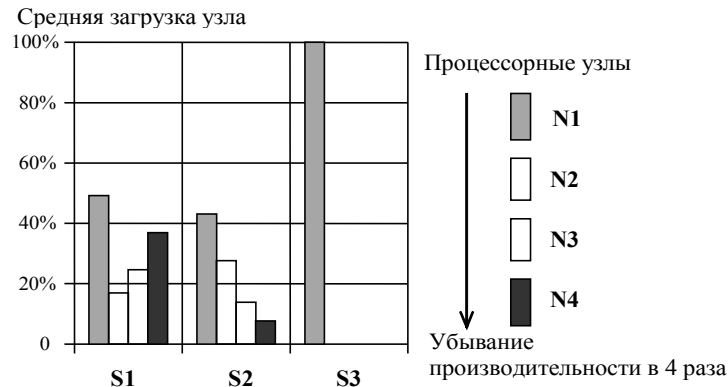 Средняя загрузка узла
100%
80%
60%
40%
20%
0
S1
S2
S3
Процессорные узлы
N1
N2
N3
N4
Убывание
производительности в 4 раза